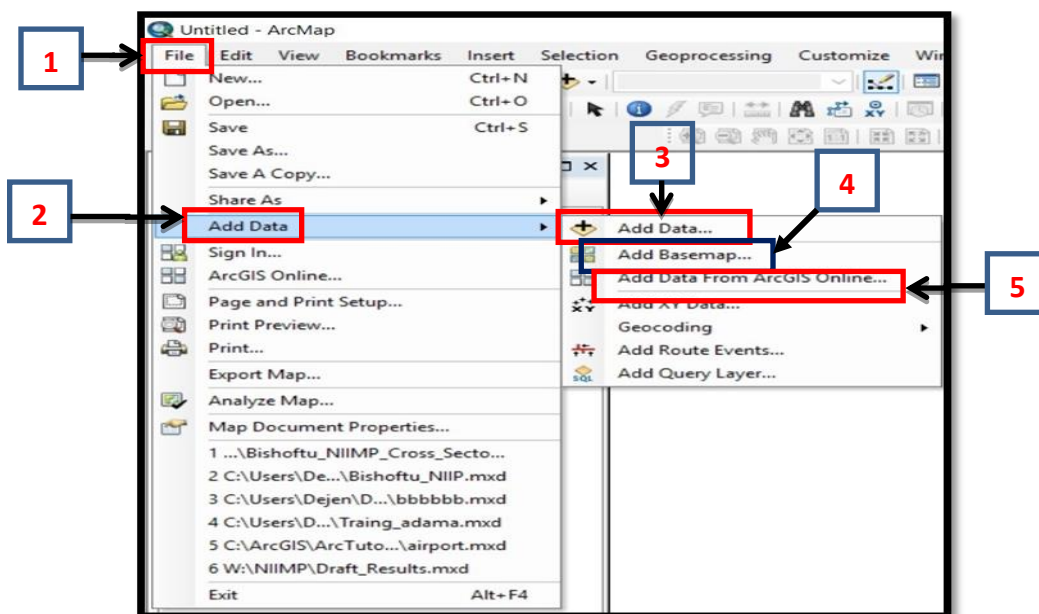 Untitled - ArcMap
1
File Edit View Bookmarks Insert Selection Geoprocessing Customize
New... Ctrl+N
Open... Ctrl+O
Save Ctrl+S
Save As...
Save A Copy...
3
4
Share As
2
Add Data
Add Data...
Sign In...
Add Basemap...
ArcGIS Online...
Add Data From ArcGIS Online...
5
Page and Print Setup...
Add XY Data...
Print Preview...
Geocoding
Print...
Add Route Events...
Export Map...
SQL Add Query Layer...
Analyze Map...
Map Document Properties...
1 ...\Bishoftu_NIIMP_Cross_Secto...
2 C:\Users\De...\Bishoftu_NIIP.mxd
3 C:\Users\Dejen\D...\bbbbbb.mxd
4 C:\Users\D...\Traing_adama.mxd
5 C:\ArcGIS\ArcTuto...\airport.mxd
6 W:\NIIMP\Draft_Results.mxd
Exit Alt+F4